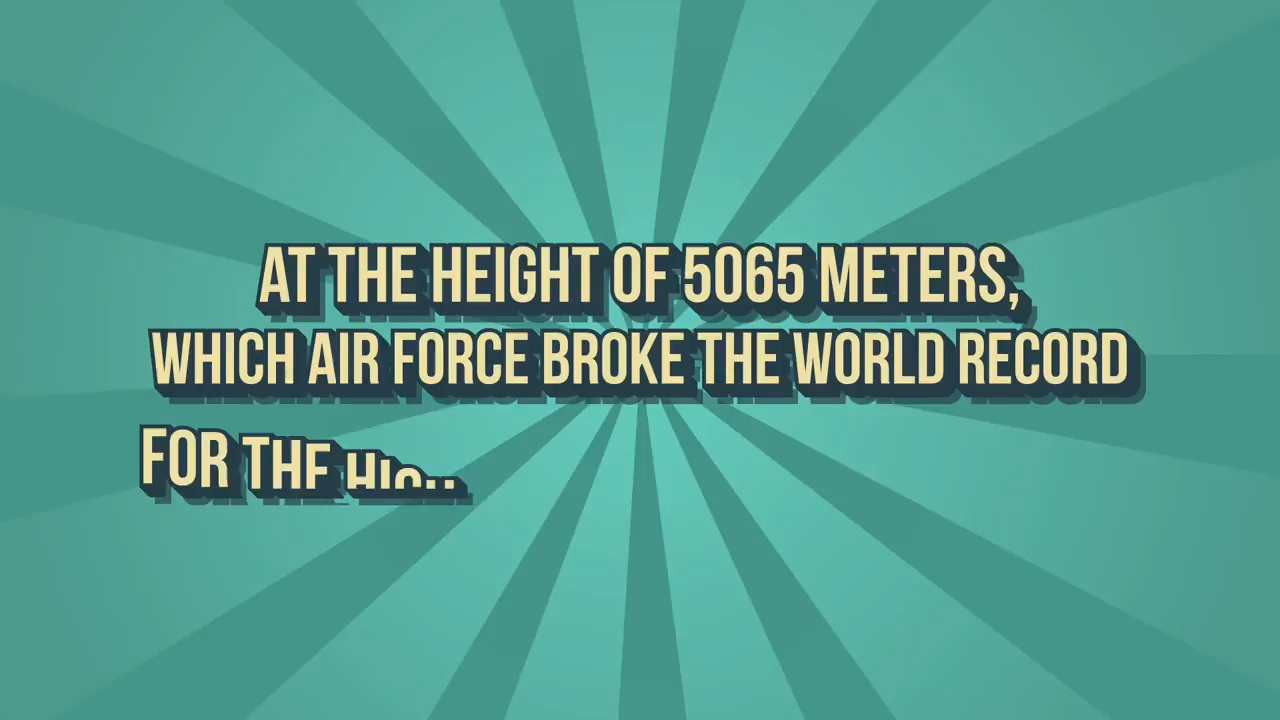 AT THE HEIGHT OF 5065 METERS,
WHICH AIR FORCE BROKE THE WORLD RECORD
FOR THE